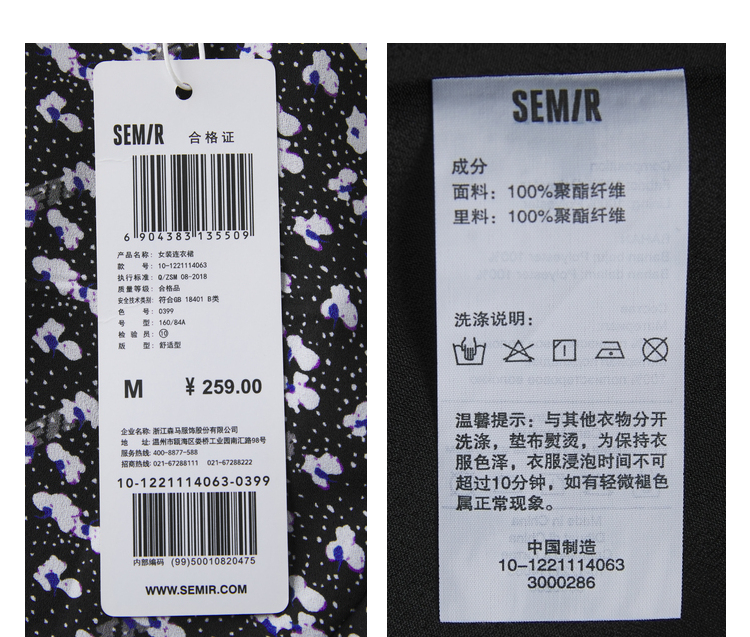 SEMIR 合格证
6 904383 135509
产品名称: 女装连衣裙
款 号: 10-1221114063
执行标准: Q/ZSM 08-2018
质量等级: 合格品
安全技术类别: 符合GB 18401 B类
色 号: 0399
号 型: 160/84A
检 验 员: 10
版 型: 舒适型
M ¥ 259.00
企业名称: 浙江森马服饰股份有限公司
地 址: 温州市瓯海区娄桥工业园南汇路98号
服务热线: 400-8877-588
招商热线: 021-67288111 021-67288222
10-1221114063-0399
内部编码 (99)50010820475
WWW.SEMIR.COM
SEMIR
成分
面料：100%聚酯纤维
里料：100%聚酯纤维
洗涤说明：
温馨提示：与其他衣物分开
洗涤，垫布熨烫，为保持衣
服色泽，衣服浸泡时间不可
超过10分钟，如有轻微褪色
属正常现象。
中国制造
10-1221114063
3000286